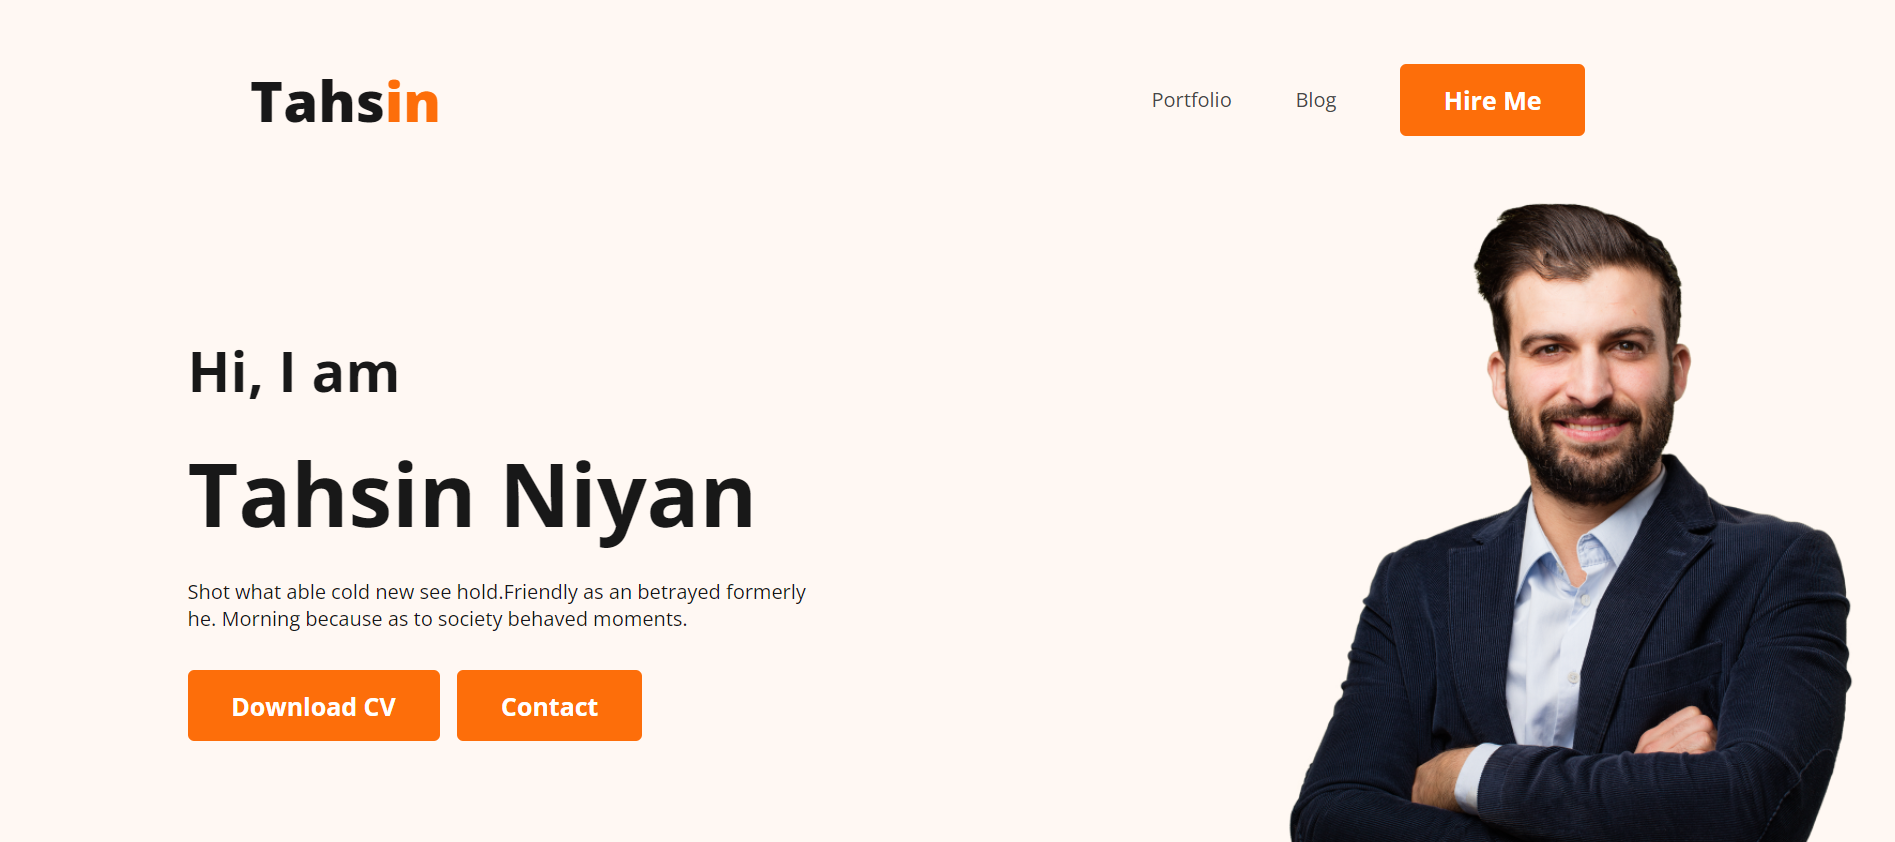 Tahsin
Portfolio
Blog
Hire Me
Hi, I am
Tahsin Niyan
Shot what able cold new see hold.Friendly as an betrayed formerly
he. Morning because as to society behaved moments.
Download CV
Contact